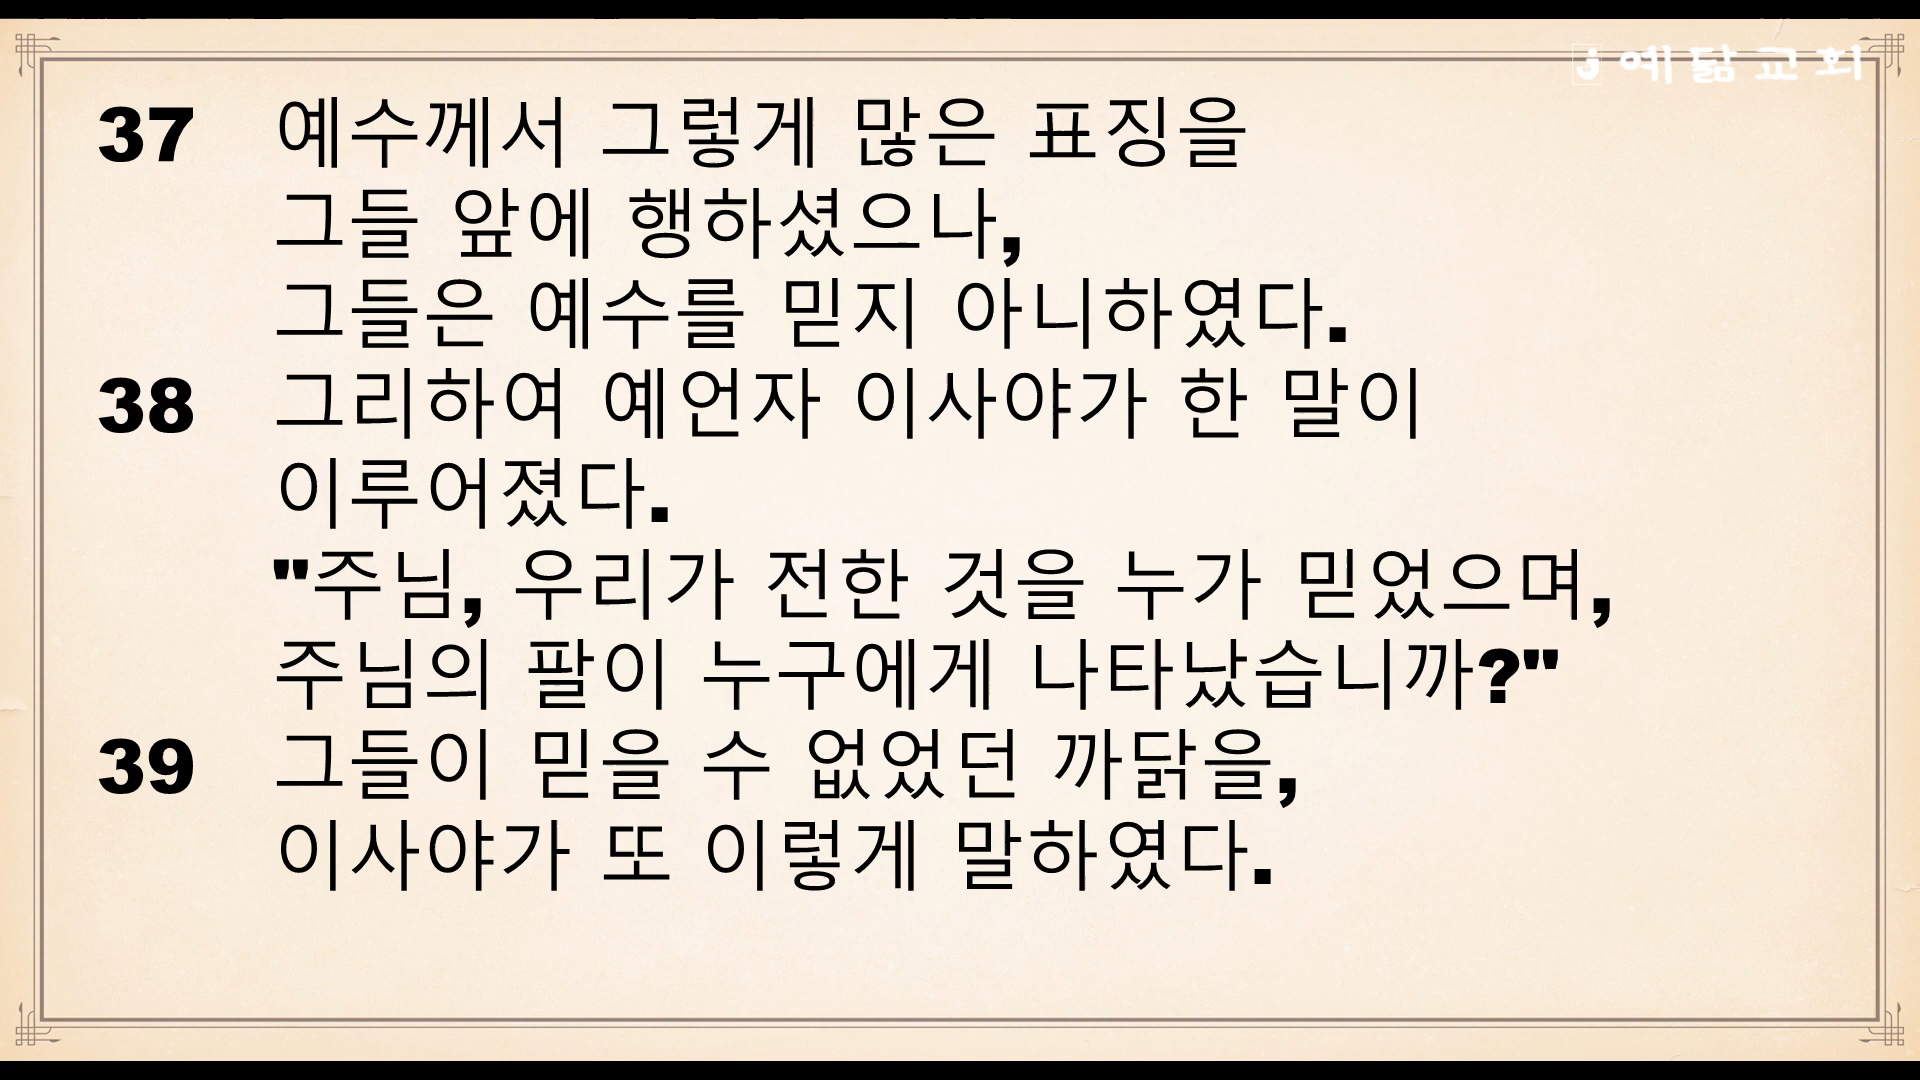 예닮교회
37 예수께서 그렇게 많은 표징을
그들 앞에 행하셨으나,
그들은 예수를 믿지 아니하였다.
38 그리하여 예언자 이사야가 한 말이
이루어졌다.
"주님, 우리가 전한 것을 누가 믿었으며,
주님의 팔이 누구에게 나타났습니까?"
39 그들이 믿을 수 없었던 까닭을,
이사야가 또 이렇게 말하였다.